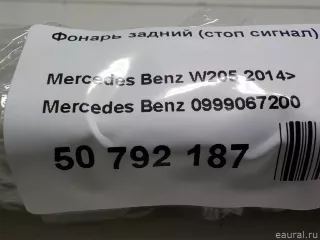 Фонарь задний (стоп сигнал)
Mercedes Benz W205 2014>
Mercedes Benz 0999067200
50 792 187
eaural.ru